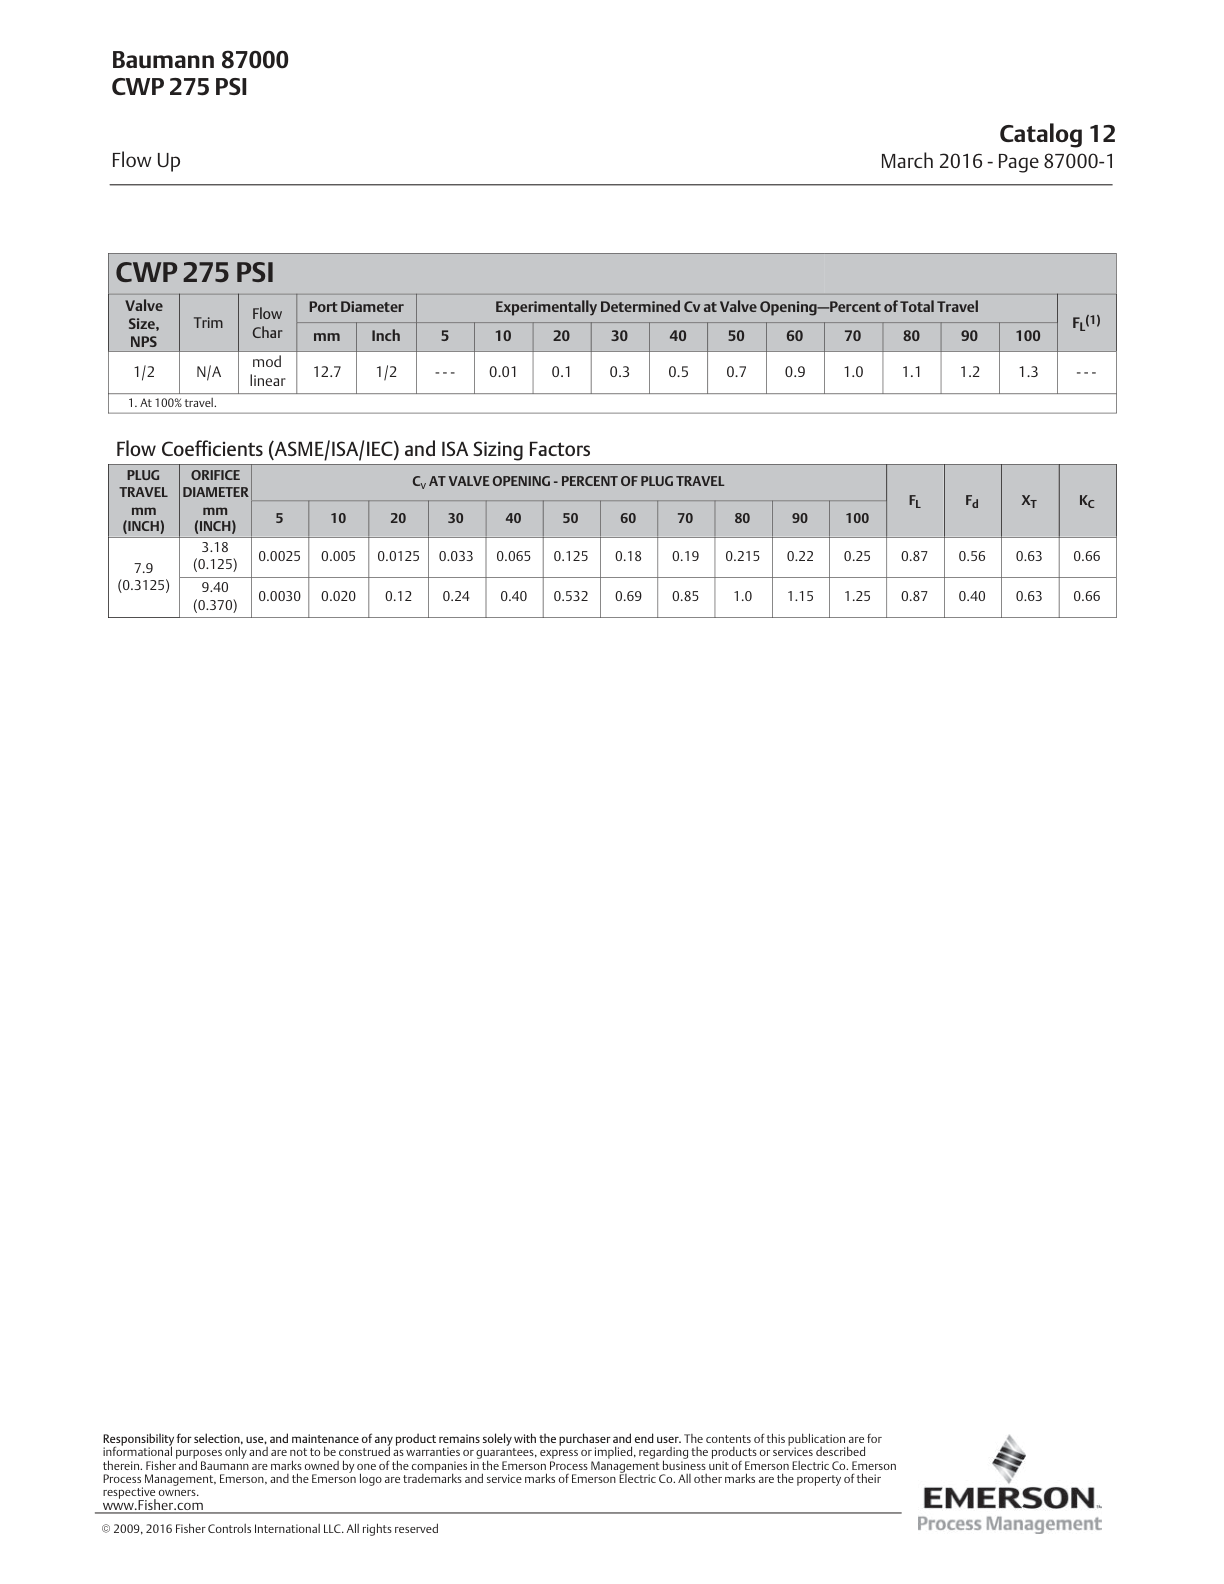 Baumann 87000
CWP 275 PSI
Catalog 12
Flow Up
March 2016 - Page 87000-1
CWP 275 PSI
Valve Size, NPS Trim Flow Char Port Diameter Experimentally Determined Cv at Valve Opening—Percent of Total Travel FL(1)
mm Inch 5 10 20 30 40 50 60 70 80 90 100
1/2 N/A mod linear 12.7 1/2 - - - 0.01 0.1 0.3 0.5 0.7 0.9 1.0 1.1 1.2 1.3 - - -
1. At 100% travel.
Flow Coefficients (ASME/ISA/IEC) and ISA Sizing Factors
PLUG TRAVEL mm (INCH) ORIFICE DIAMETER mm (INCH) Cv AT VALVE OPENING - PERCENT OF PLUG TRAVEL FL Fd XT KC
5 10 20 30 40 50 60 70 80 90 100
7.9 (0.3125) 3.18 (0.125) 0.0025 0.005 0.0125 0.033 0.065 0.125 0.18 0.19 0.215 0.22 0.25 0.87 0.56 0.63 0.66
9.40 (0.370) 0.0030 0.020 0.12 0.24 0.40 0.532 0.69 0.85 1.0 1.15 1.25 0.87 0.40 0.63 0.66
Responsibility for selection, use, and maintenance of any product remains solely with the purchaser and end user. The contents of this publication are for
informational purposes only and are not to be construed as warranties or guarantees, express or implied, regarding the products or services described
therein. Fisher and Baumann are marks owned by one of the companies in the Emerson Process Management business unit of Emerson Electric Co. Emerson
Process Management, Emerson, and the Emerson logo are trademarks and service marks of Emerson Electric Co. All other marks are the property of their
respective owners.
www.Fisher.com
© 2009, 2016 Fisher Controls International LLC. All rights reserved
EMERSON
Process Management